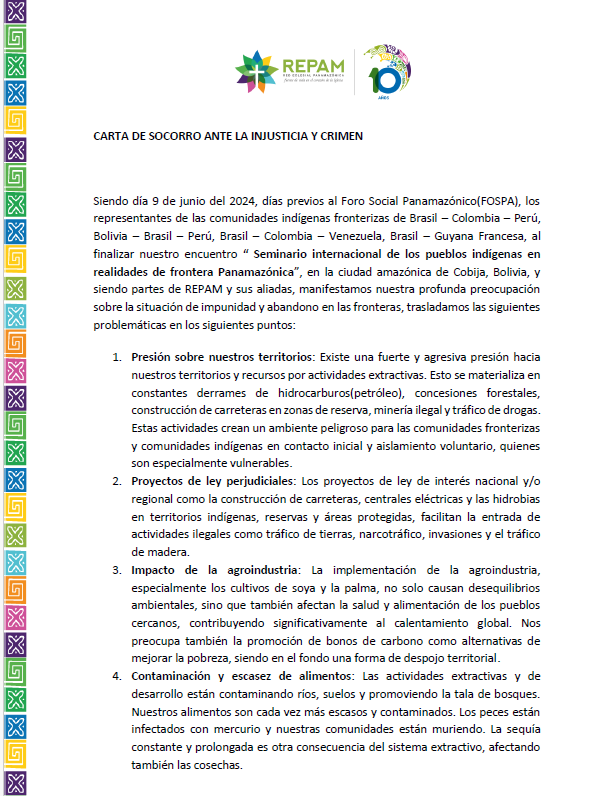 REPAM
RED ECLESIAL PANAMAZÓNICA
10
AÑOS
CARTA DE SOCORRO ANTE LA INJUSTICIA Y CRIMEN
Siendo día 9 de junio del 2024, días previos al Foro Social Panamazónico(FOSPA), los
representantes de las comunidades indígenas fronterizas de Brasil – Colombia – Perú,
Bolivia – Brasil – Perú, Brasil – Colombia – Venezuela, Brasil – Guyana Francesa, al
finalizar nuestro encuentro “ Seminario internacional de los pueblos indígenas en
realidades de frontera Panamazónica”, en la ciudad amazónica de Cobija, Bolivia, y
siendo partes de REPAM y sus aliadas, manifestamos nuestra profunda preocupación
sobre la situación de impunidad y abandono en las fronteras, trasladamos las siguientes
problemáticas en los siguientes puntos:
1. Presión sobre nuestros territorios: Existe una fuerte y agresiva presión hacia
nuestros territorios y recursos por actividades extractivas. Esto se materializa en
constantes derrames de hidrocarburos(petróleo), concesiones forestales,
construcción de carreteras en zonas de reserva, minería ilegal y tráfico de drogas.
Estas actividades crean un ambiente peligroso para las comunidades fronterizas
y comunidades indígenas en contacto inicial y aislamiento voluntario, quienes
son especialmente vulnerables.
2. Proyectos de ley perjudiciales: Los proyectos de ley de interés nacional y/o
regional como la construcción de carreteras, centrales eléctricas y las hidrobias
en territorios indígenas, reservas y áreas protegidas, facilitan la entrada de
actividades ilegales como tráfico de tierras, narcotráfico, invasiones y el tráfico
de madera.
3. Impacto de la agroindustria: La implementación de la agroindustria,
especialmente los cultivos de soya y la palma, no solo causan desequilibrios
ambientales, sino que también afectan la salud y alimentación de los pueblos
cercanos, contribuyendo significativamente al calentamiento global. Nos
preocupa también la promoción de bonos de carbono como alternativas de
mejorar la pobreza, siendo en el fondo una forma de despojo territorial.
4. Contaminación y escasez de alimentos: Las actividades extractivas y de
desarrollo están contaminando ríos, suelos y promoviendo la tala de bosques.
Nuestros alimentos son cada vez más escasos y contaminados. Los peces están
infectados con mercurio y nuestras comunidades están muriendo. La sequía
constante y prolongada es otra consecuencia del sistema extractivo, afectando
también las cosechas.